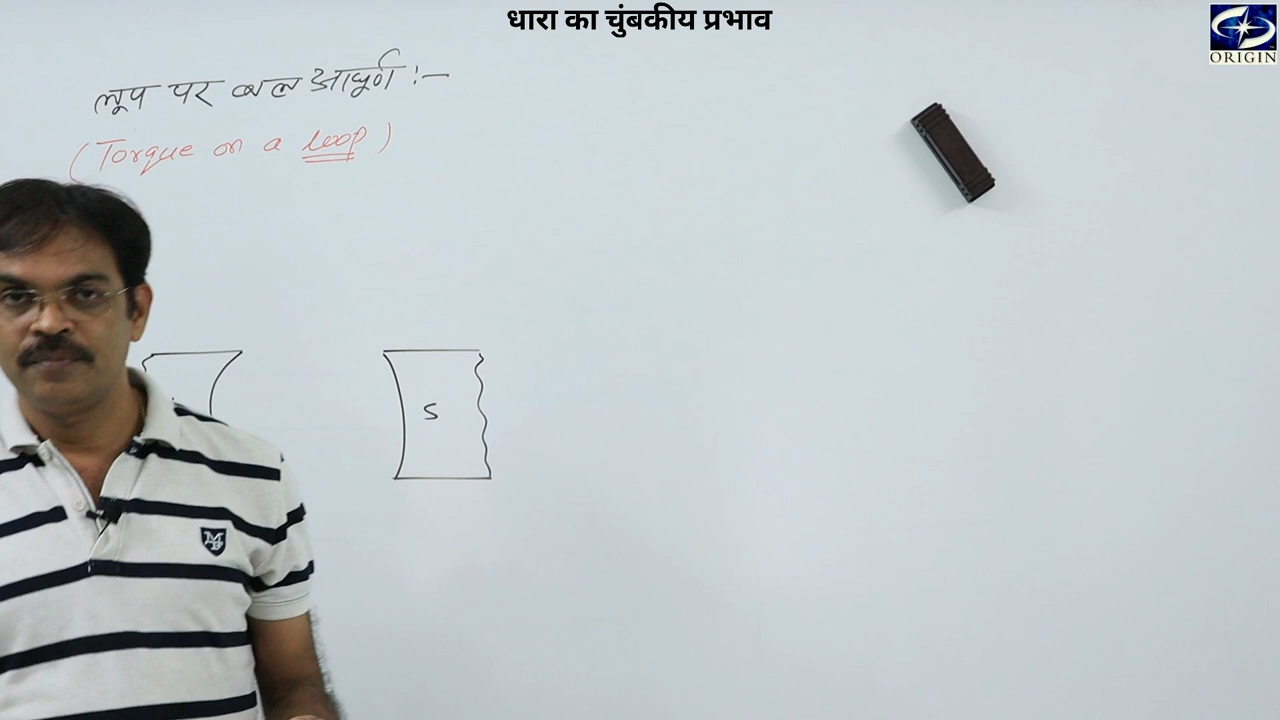 धारा का चुंबकीय प्रभाव
ORIGIN
लूप पर बल आघूर्ण :-
(Torque on a loop)
S